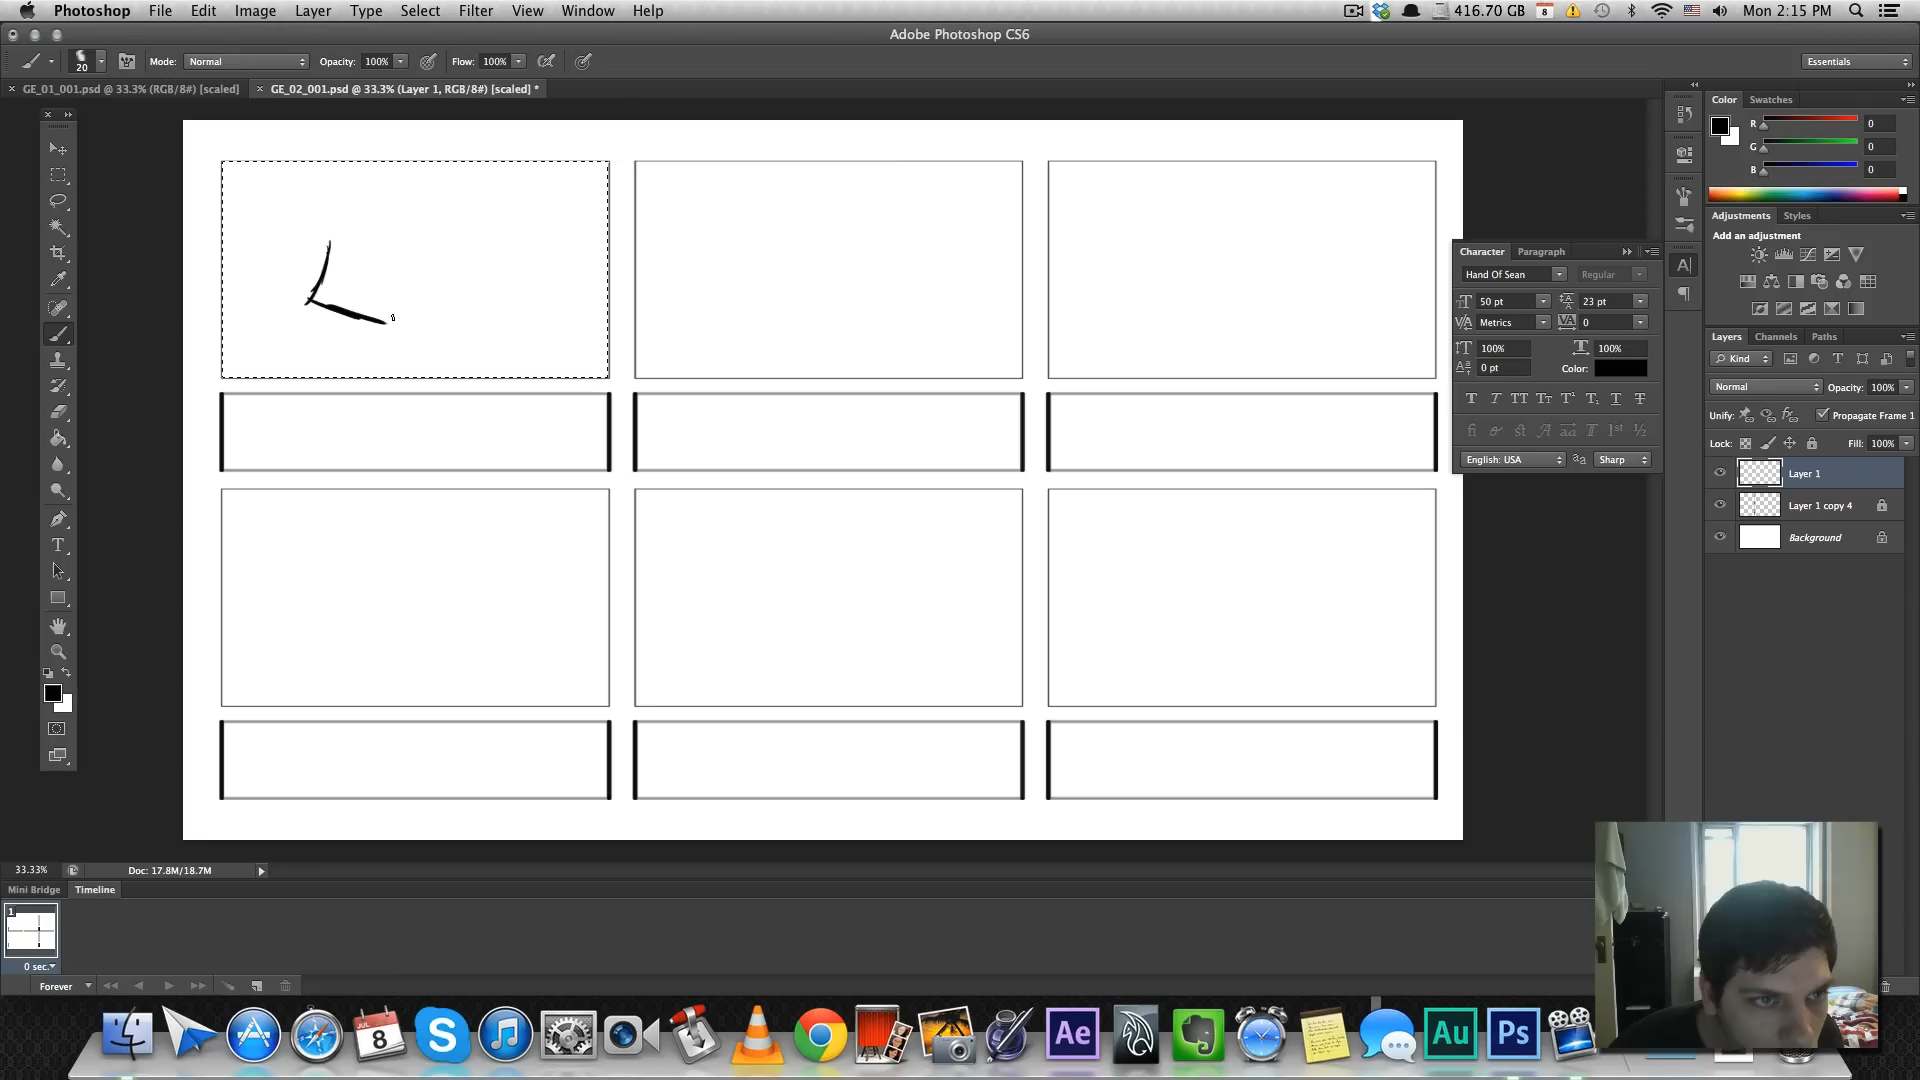 Photoshop File Edit Image Layer Type Select Filter View Window Help 416.70 GB 8 Mon 2:15 PM
Adobe Photoshop CS6
20 Mode: Normal Opacity: 100% Flow: 100% Essentials
GE_01_001.psd @ 33.3% (RGB/8#) [scaled] GE_02_001.psd @ 33.3% (Layer 1, RGB/8#) [scaled] *
Color Swatches
R 0
G 0
B 0
Adjustments Styles
Add an adjustment
Character Paragraph
Hand Of Sean Regular
50 pt 23 pt
Metrics 0
100% 100%
0 pt Color:
English: USA Sharp
Layers Channels Paths
Kind
Normal Opacity: 100%
Unify: Propagate Frame 1
Lock: Fill: 100%
Layer 1
Layer 1 copy 4
Background
33.33% Doc: 17.8M/18.7M
Mini Bridge Timeline
1
0 sec.
Forever
JUL 8 Ae Au Ps